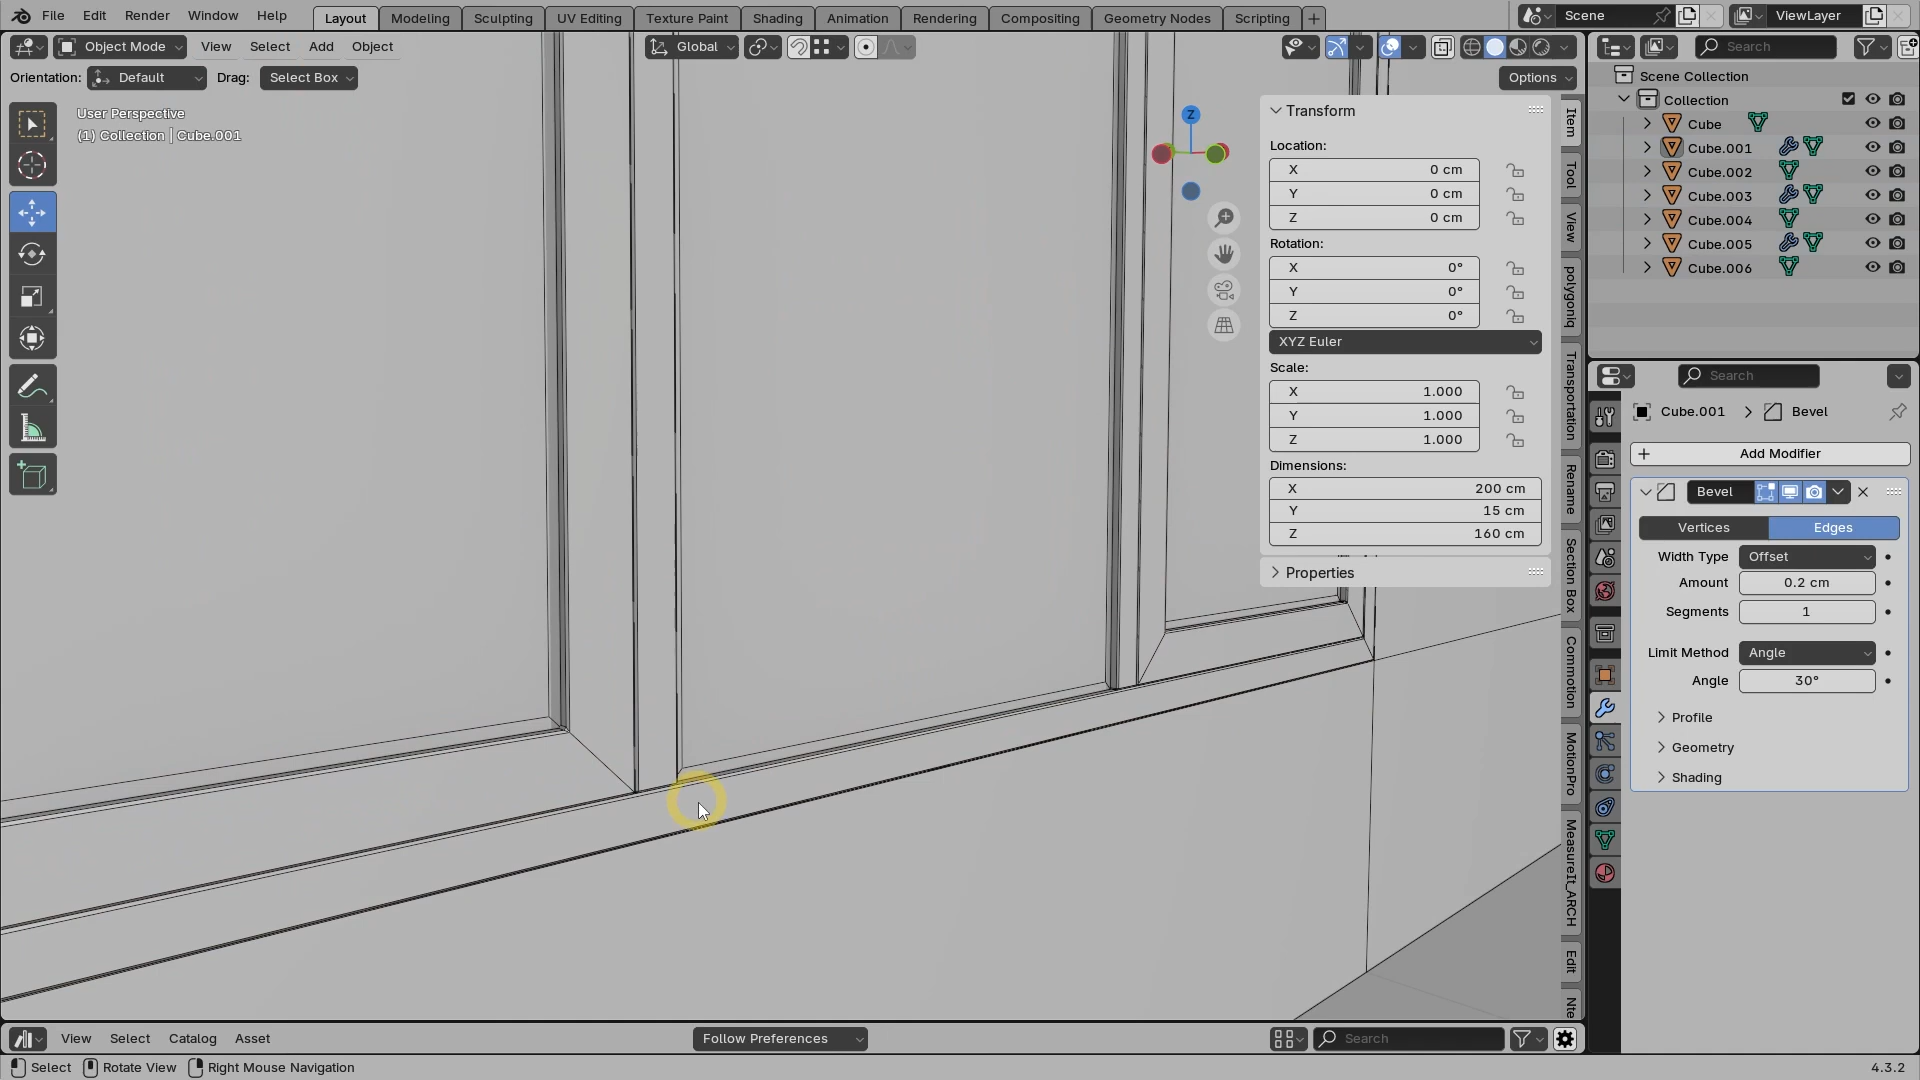 File Edit Render Window Help Layout Modeling Sculpting UV Editing Texture Paint Shading Animation Rendering Compositing Geometry Nodes Scripting + Scene ViewLayer
Object Mode View Select Add Object Global Search
Orientation: Default Drag: Select Box Options
User Perspective
(1) Collection | Cube.001
Z
Transform
Location:
X 0 cm
Y 0 cm
Z 0 cm
Rotation:
X 0°
Y 0°
Z 0°
XYZ Euler
Scale:
X 1.000
Y 1.000
Z 1.000
Dimensions:
X 200 cm
Y 15 cm
Z 160 cm
Properties
Item
Tool
View
polygoniq
Transportation
Rename
Section Box
Commotion
MotionPro
MeasureIt_ARCH
Edit
Nte
Scene Collection
Collection
Cube
Cube.001
Cube.002
Cube.003
Cube.004
Cube.005
Cube.006
Search
Cube.001 > Bevel
+ Add Modifier
Bevel
Vertices Edges
Width Type Offset
Amount 0.2 cm
Segments 1
Limit Method Angle
Angle 30°
Profile
Geometry
Shading
View Select Catalog Asset Follow Preferences Search
Select Rotate View Right Mouse Navigation 4.3.2